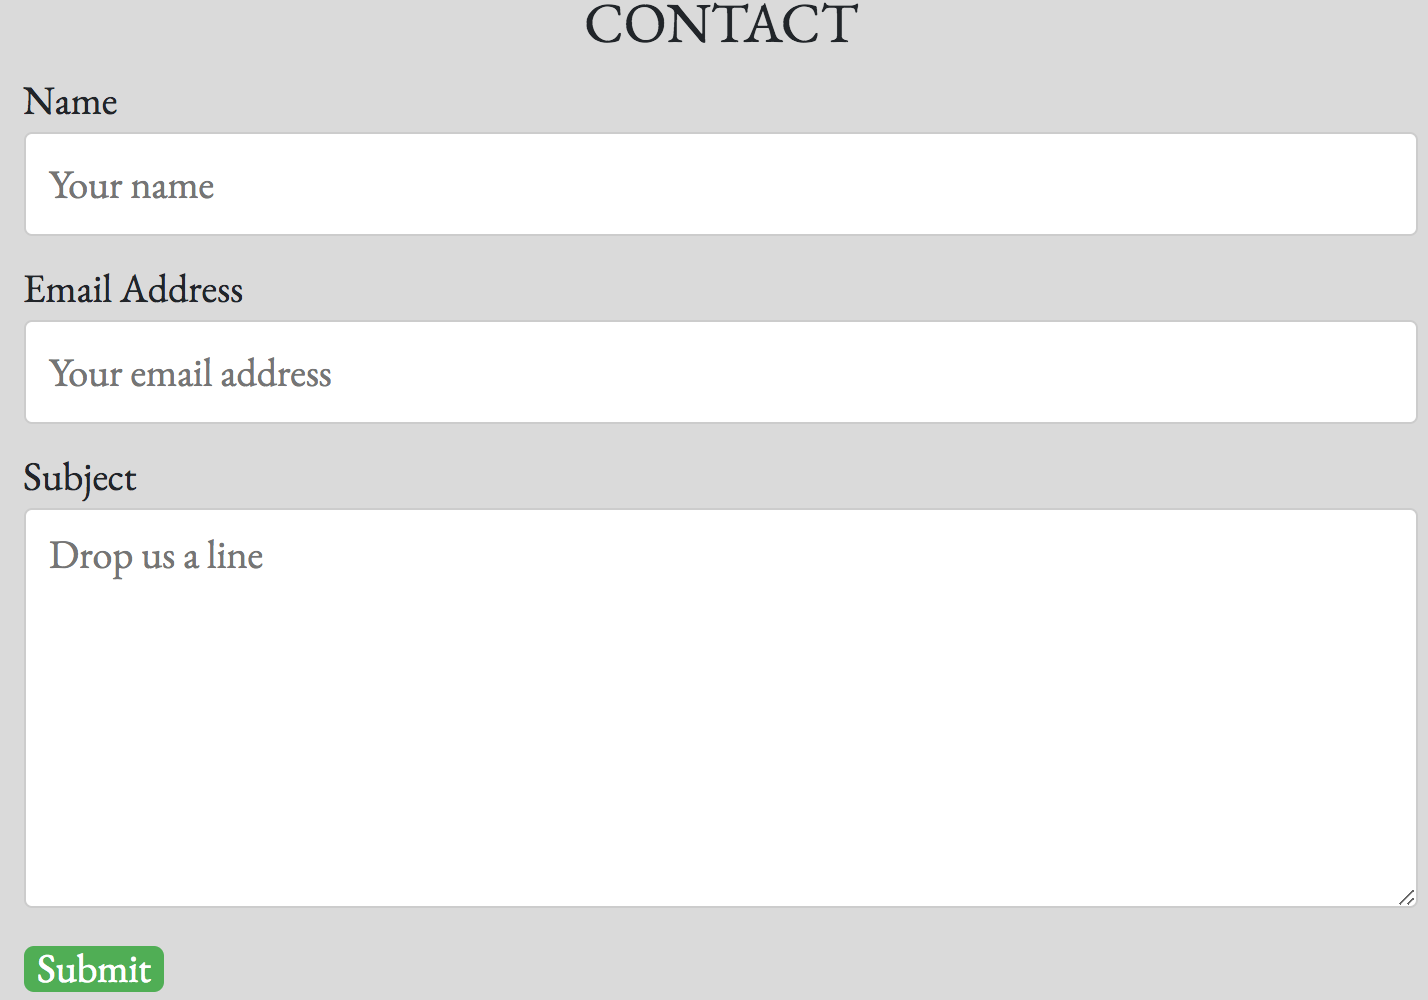 CONTACT
Name
Your name
Email Address
Your email address
Subject
Drop us a line
Submit